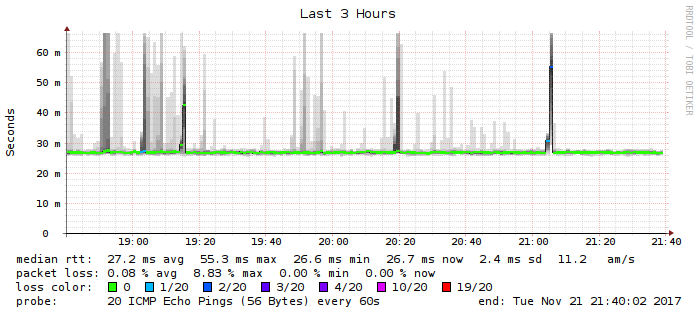 Last 3 Hours
RRDTOOL / TOBI OETIKER
Seconds
60 m
50 m
40 m
30 m
20 m
10 m
0
19:00 19:20 19:40 20:00 20:20 20:40 21:00 21:20 21:40
median rtt: 27.2 ms avg 55.3 ms max 26.6 ms min 26.7 ms now 2.4 ms sd 11.2 am/s
packet loss: 0.08 % avg 8.83 % max 0.00 % min 0.00 % now
loss color: 0 1/20 2/20 3/20 4/20 10/20 19/20
probe: 20 ICMP Echo Pings (56 Bytes) every 60s end: Tue Nov 21 21:40:02 2017